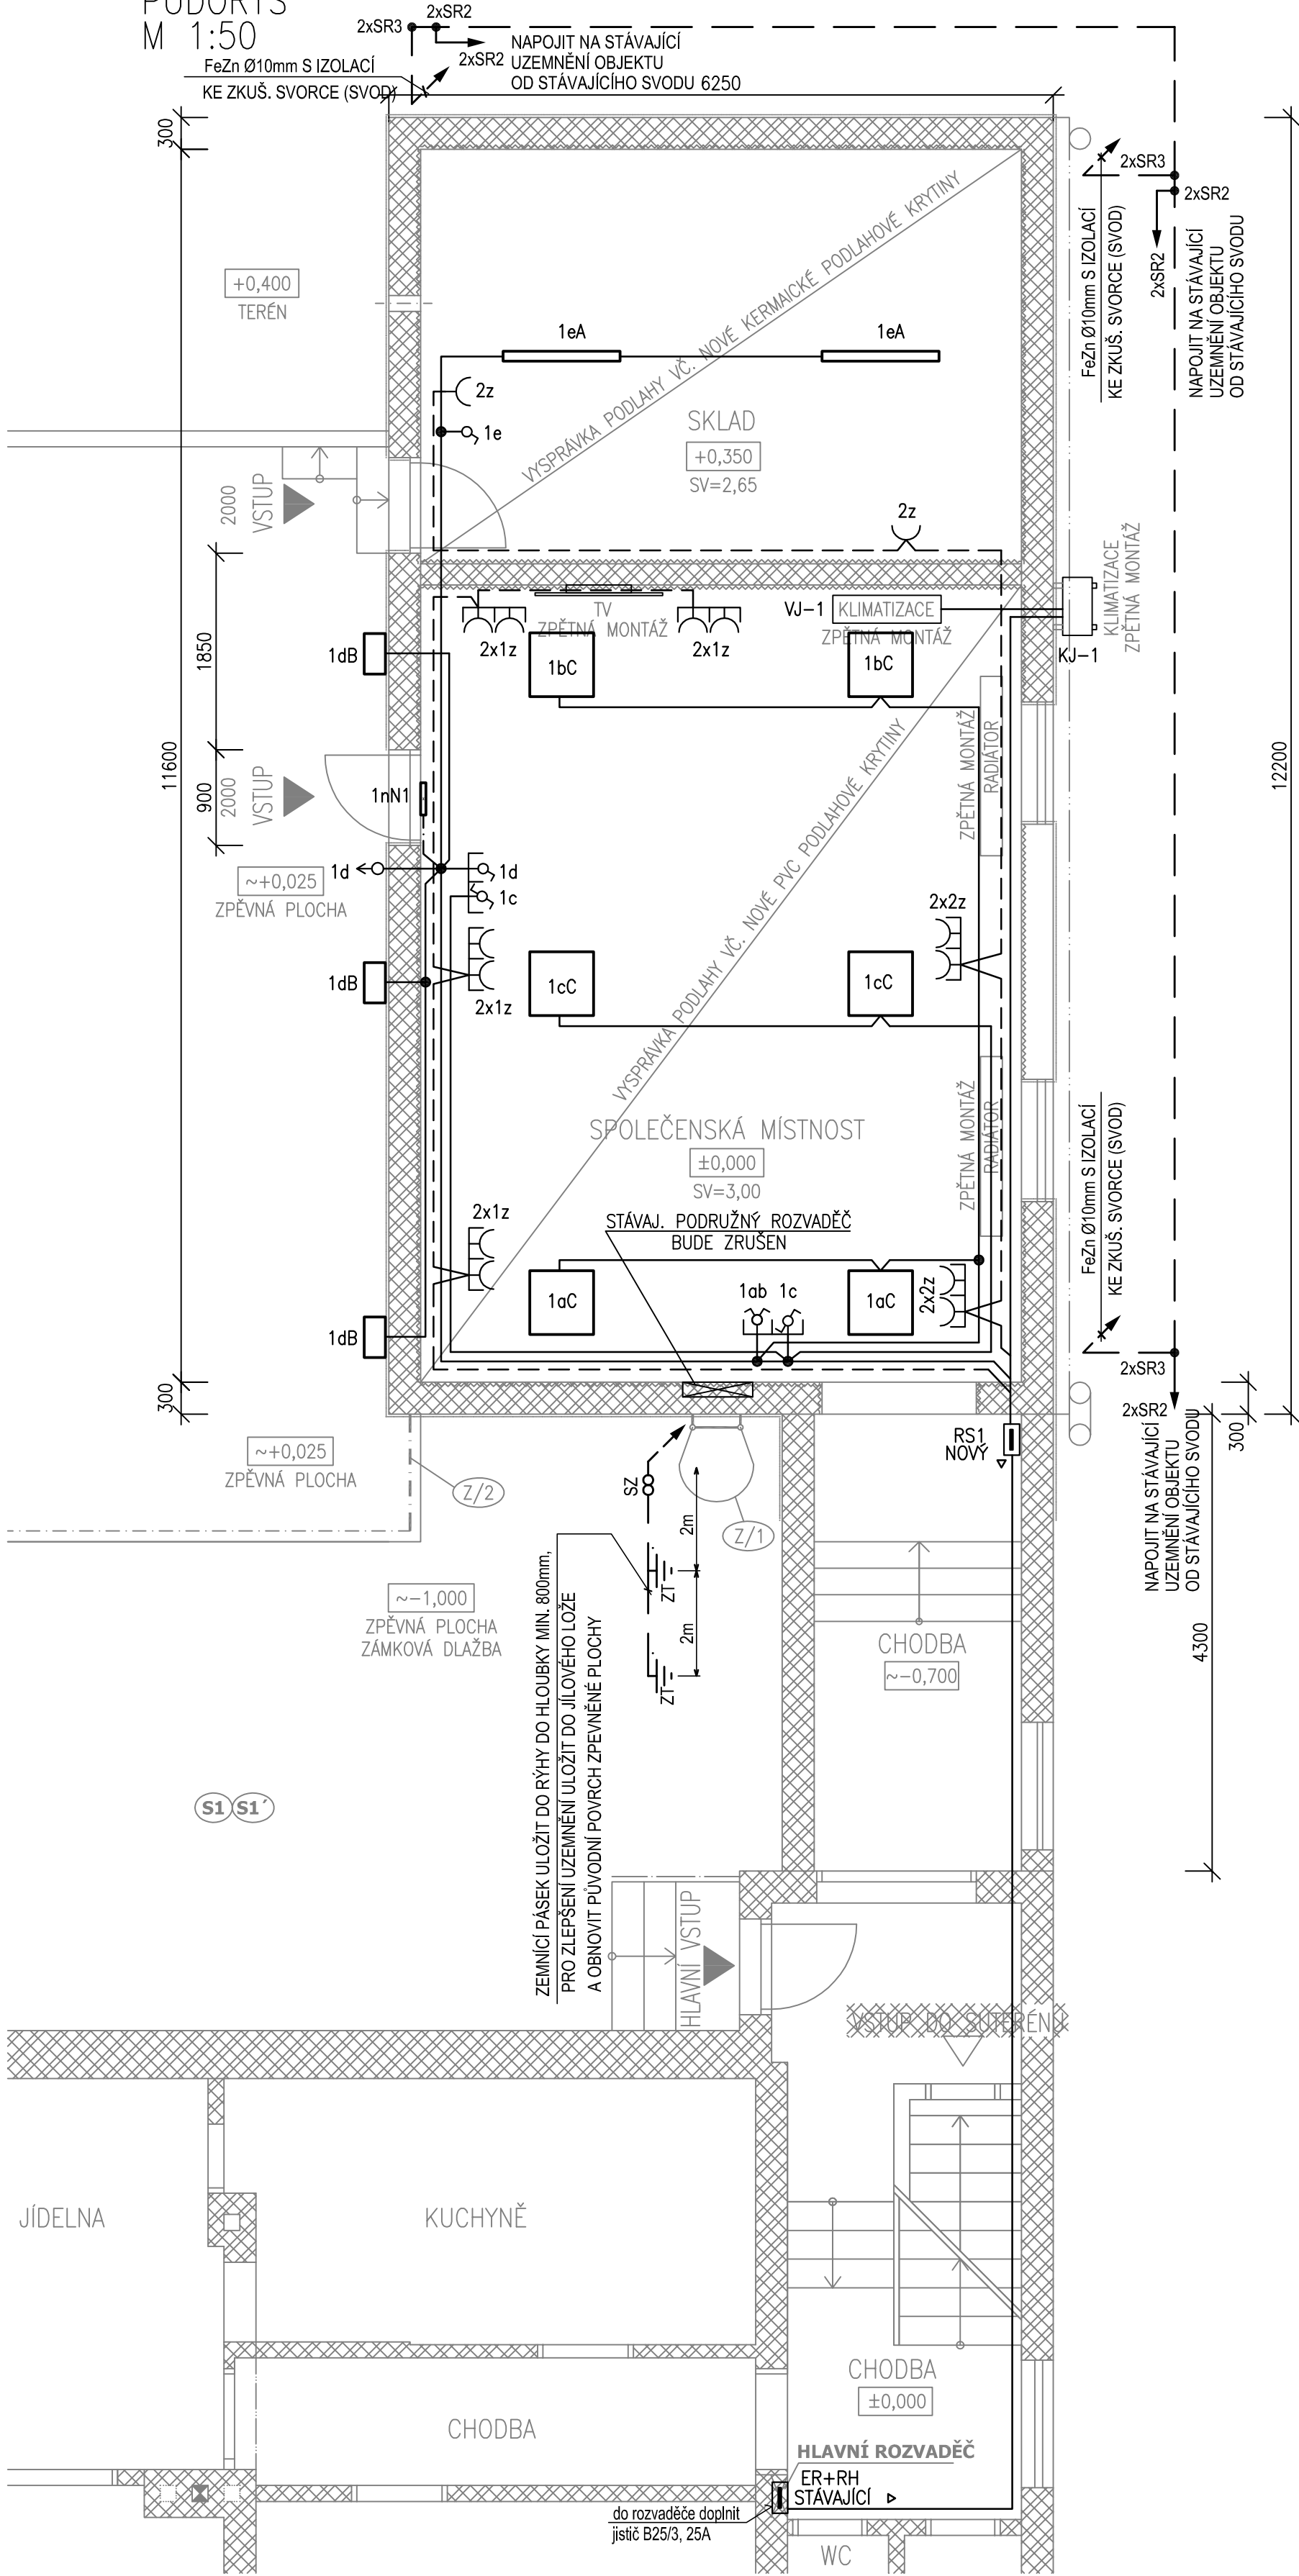 PŮDORYS
M 1:50
2xSR3
2xSR2
2xSR2
NAPOJIT NA STÁVAJÍCÍ
UZEMNĚNÍ OBJEKTU
OD STÁVAJÍCÍHO SVODU
6250
FeZn Ø10mm S IZOLACÍ
KE ZKUŠ. SVORCE (SVOD)
300
2xSR3
2xSR2
2xSR2
FeZn Ø10mm S IZOLACÍ
KE ZKUŠ. SVORCE (SVOD)
NAPOJIT NA STÁVAJÍCÍ
UZEMNĚNÍ OBJEKTU
OD STÁVAJÍCÍHO SVODU
+0,400
TERÉN
VYSPRÁVKA PODLAHY VČ. NOVÉ KERMAICKÉ PODLAHOVÉ KRYTINY
1eA
1eA
2z
1e
SKLAD
+0,350
SV=2,65
2000
VSTUP
2z
KLIMATIZACE
ZPĚTNÁ MONTÁŽ
1850
11600
12200
TV
ZPĚTNÁ MONTÁŽ
VJ-1
KLIMATIZACE
ZPĚTNÁ MONTÁŽ
2x1z
2x1z
KJ-1
1dB
1bC
1bC
ZPĚTNÁ MONTÁŽ
RADIÁTOR
900
2000
VSTUP
1nN1
VYSPRÁVKA PODLAHY VČ. NOVÉ PVC PODLAHOVÉ KRYTINY
1d
1d
1c
~+0,025
ZPĚVNÁ PLOCHA
2x2z
1dB
2x1z
1cC
1cC
SPOLEČENSKÁ MÍSTNOST
±0,000
SV=3,00
ZPĚTNÁ MONTÁŽ
RADIÁTOR
FeZn Ø10mm S IZOLACÍ
KE ZKUŠ. SVORCE (SVOD)
2x1z
STÁVAJ. PODRUŽNÝ ROZVADĚČ
BUDE ZRUŠEN
1aC
1ab
1c
1aC
2x2z
1dB
2xSR3
300
2xSR2
300
NAPOJIT NA STÁVAJÍCÍ
UZEMNĚNÍ OBJEKTU
OD STÁVAJÍCÍHO SVODU
RS1
NOVÝ
~+0,025
ZPĚVNÁ PLOCHA
Z/2
SZ
2m
Z/1
ZT
2m
ZT
ZEMNÍCÍ PÁSEK ULOŽIT DO RÝHY DO HLOUBKY MIN. 800mm,
PRO ZLEPŠENÍ UZEMNĚNÍ ULOŽIT DO JÍLOVÉHO LOŽE
A OBNOVIT PŮVODNÍ POVRCH ZPEVNĚNÉ PLOCHY
~-1,000
ZPĚVNÁ PLOCHA
ZÁMKOVÁ DLAŽBA
CHODBA
~-0,700
4300
S1 S1´
HLAVNÍ VSTUP
VSTUP DO SUTERÉNU
JÍDELNA
KUCHYNĚ
CHODBA
±0,000
CHODBA
HLAVNÍ ROZVADĚČ
ER+RH
STÁVAJÍCÍ
do rozvaděče doplnit
jistič B25/3, 25A
WC